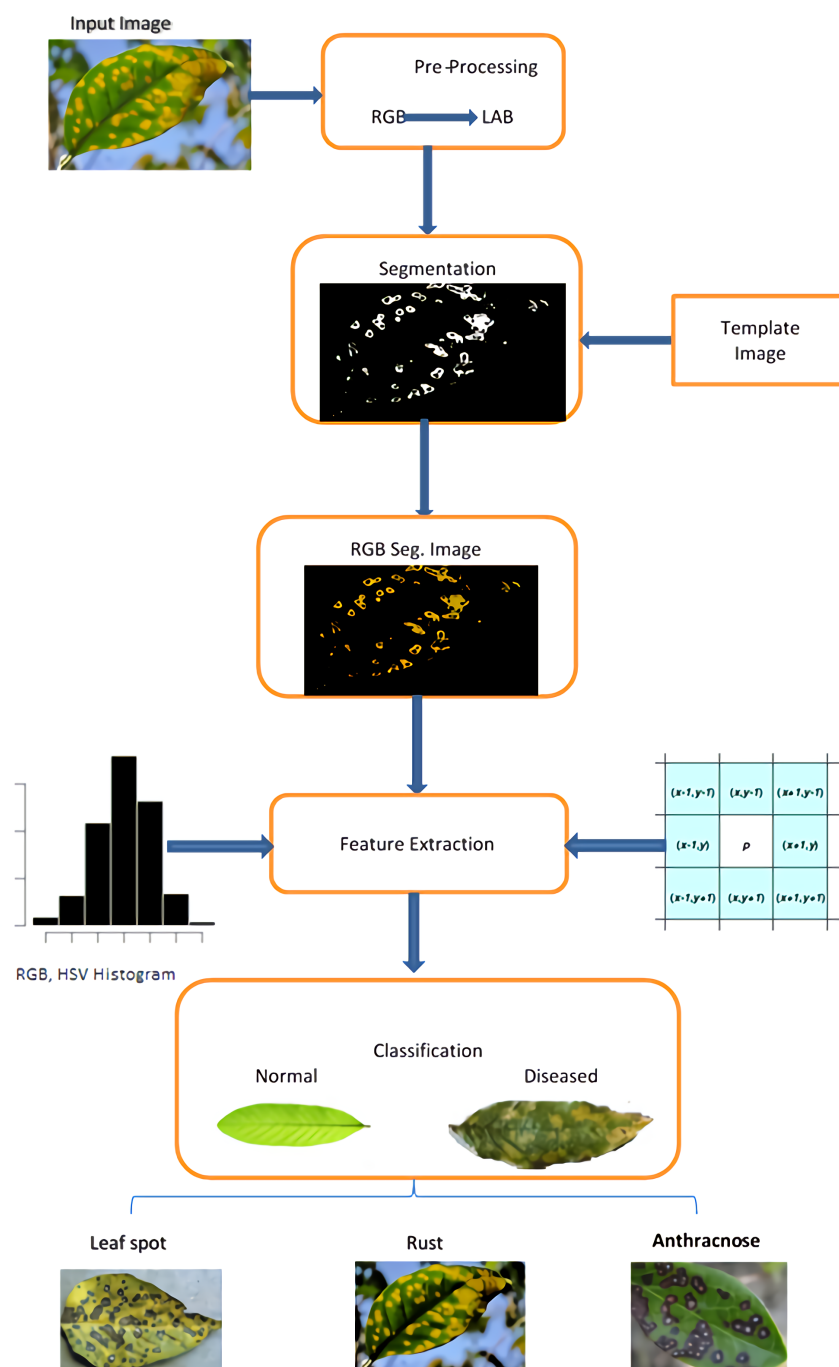 Input Image
Pre-Processing
RGB LAB
Segmentation
Template
Image
RGB Seg. Image
(x-1,y-1) (x,y-1) (x+1,y-1)
Feature Extraction
(x-1,y) p (x+1,y)
(x-1,y+1) (x,y+1) (x+1,y+1)
RGB, HSV Histogram
Classification
Normal Diseased
Leaf spot Rust Anthracnose